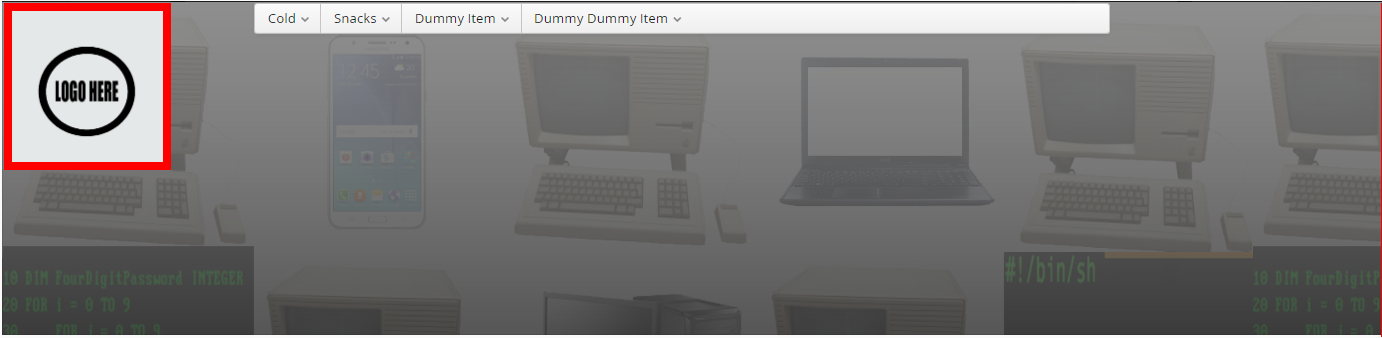 Cold
Snacks
Dummy Item
Dummy Dummy Item
LOGO HERE
12:45
10 DIM FourDigitPassword INTEGER
20 FOR i = 0 TO 9
30 FOR i = 0 TO 9
#!/bin/sh
10 DIM FourDigitP
20 FOR i = 0 TO 9
30 FOR i = 0 TO